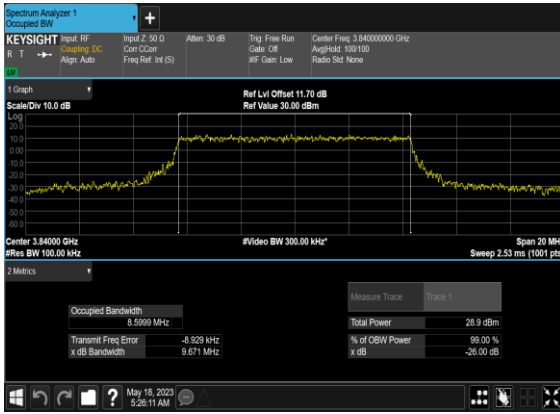 Spectrum Analyzer 1
Occupied BW
KEYSIGHT
R T
Input: RF
Coupling: DC
Align: Auto
Input Z: 50 Ω
Corr CCorr
Freq Ref: Int (S)
Atten: 30 dB
Trig: Free Run
Gate: Off
#IF Gain: Low
Center Freq: 3.840000000 GHz
Avg|Hold: 100/100
Radio Std: None
1 Graph
Scale/Div 10.0 dB
Ref Lvl Offset 11.70 dB
Ref Value 30.00 dBm
Log
20.0
10.0
0.00
-10.0
-20.0
-30.0
-40.0
-50.0
-60.0
Center 3.84000 GHz
#Video BW 300.00 kHz*
Span 20 MH
#Res BW 100.00 kHz
Sweep 2.53 ms (1001 pts
2 Metrics
Measure Trace
Trace 1
Occupied Bandwidth
8.5999 MHz
Total Power
28.9 dBm
Transmit Freq Error
-8.929 kHz
% of OBW Power
99.00 %
x dB Bandwidth
9.671 MHz
x dB
-26.00 dB
May 18, 2023
5:26:11 AM